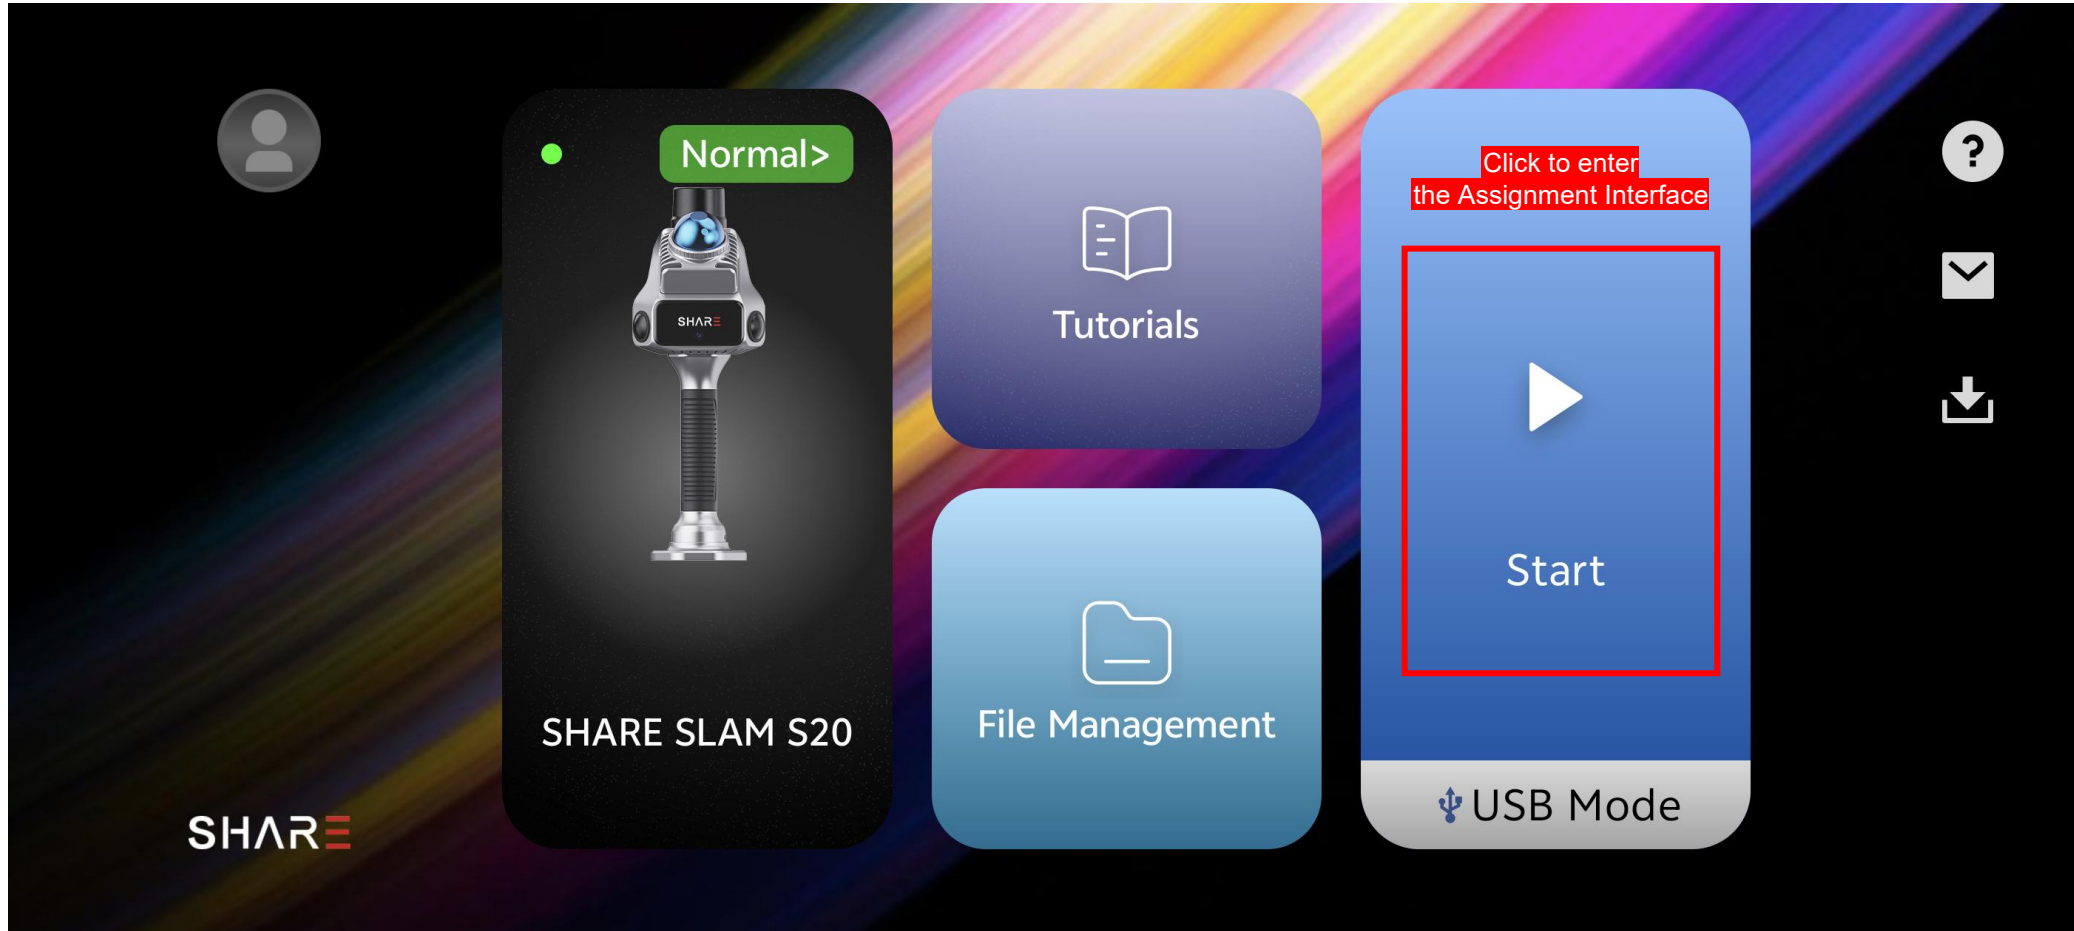 Normal>
SHARE
SHARE SLAM S20
Tutorials
File Management
Click to enter
the Assignment Interface
Start
USB Mode
?
SHARE